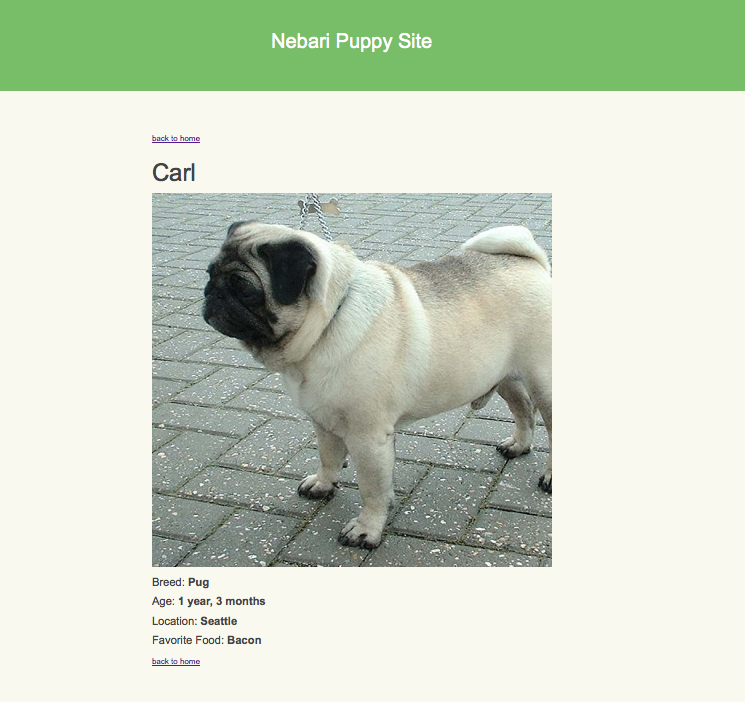 Nebari Puppy Site
back to home
Carl
Breed: Pug
Age: 1 year, 3 months
Location: Seattle
Favorite Food: Bacon
back to home